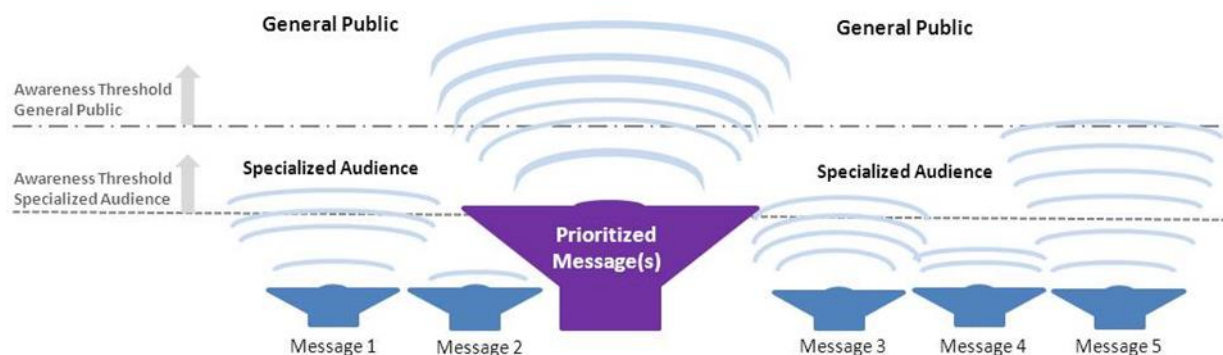 General Public
General Public
Awareness Threshold
General Public
Specialized Audience
Specialized Audience
Awareness Threshold
Specialized Audience
Prioritized
Message(s)
Message 1
Message 2
Message 3
Message 4
Message 5